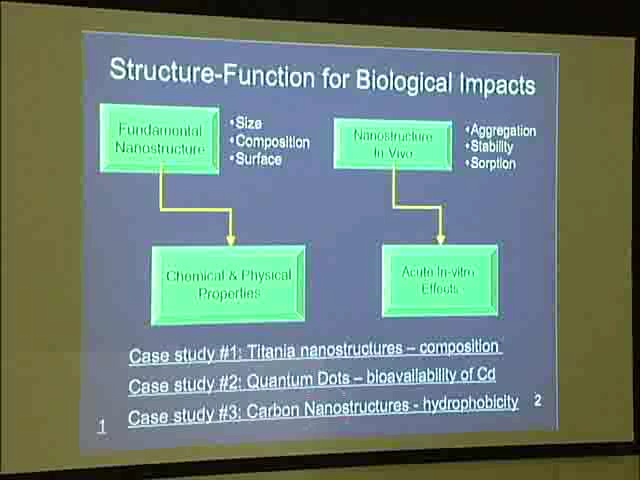 Structure-Function for Biological Impacts
Fundamental
Nanostructure
•Size
•Composition
•Surface
Nanostructure
In Vivo
•Aggregation
•Stability
•Sorption
Chemical & Physical
Properties
Acute In-vitro
Effects
Case study #1: Titania nanostructures – composition
Case study #2: Quantum Dots – bioavailability of Cd
Case study #3: Carbon Nanostructures - hydrophobicity
2
1